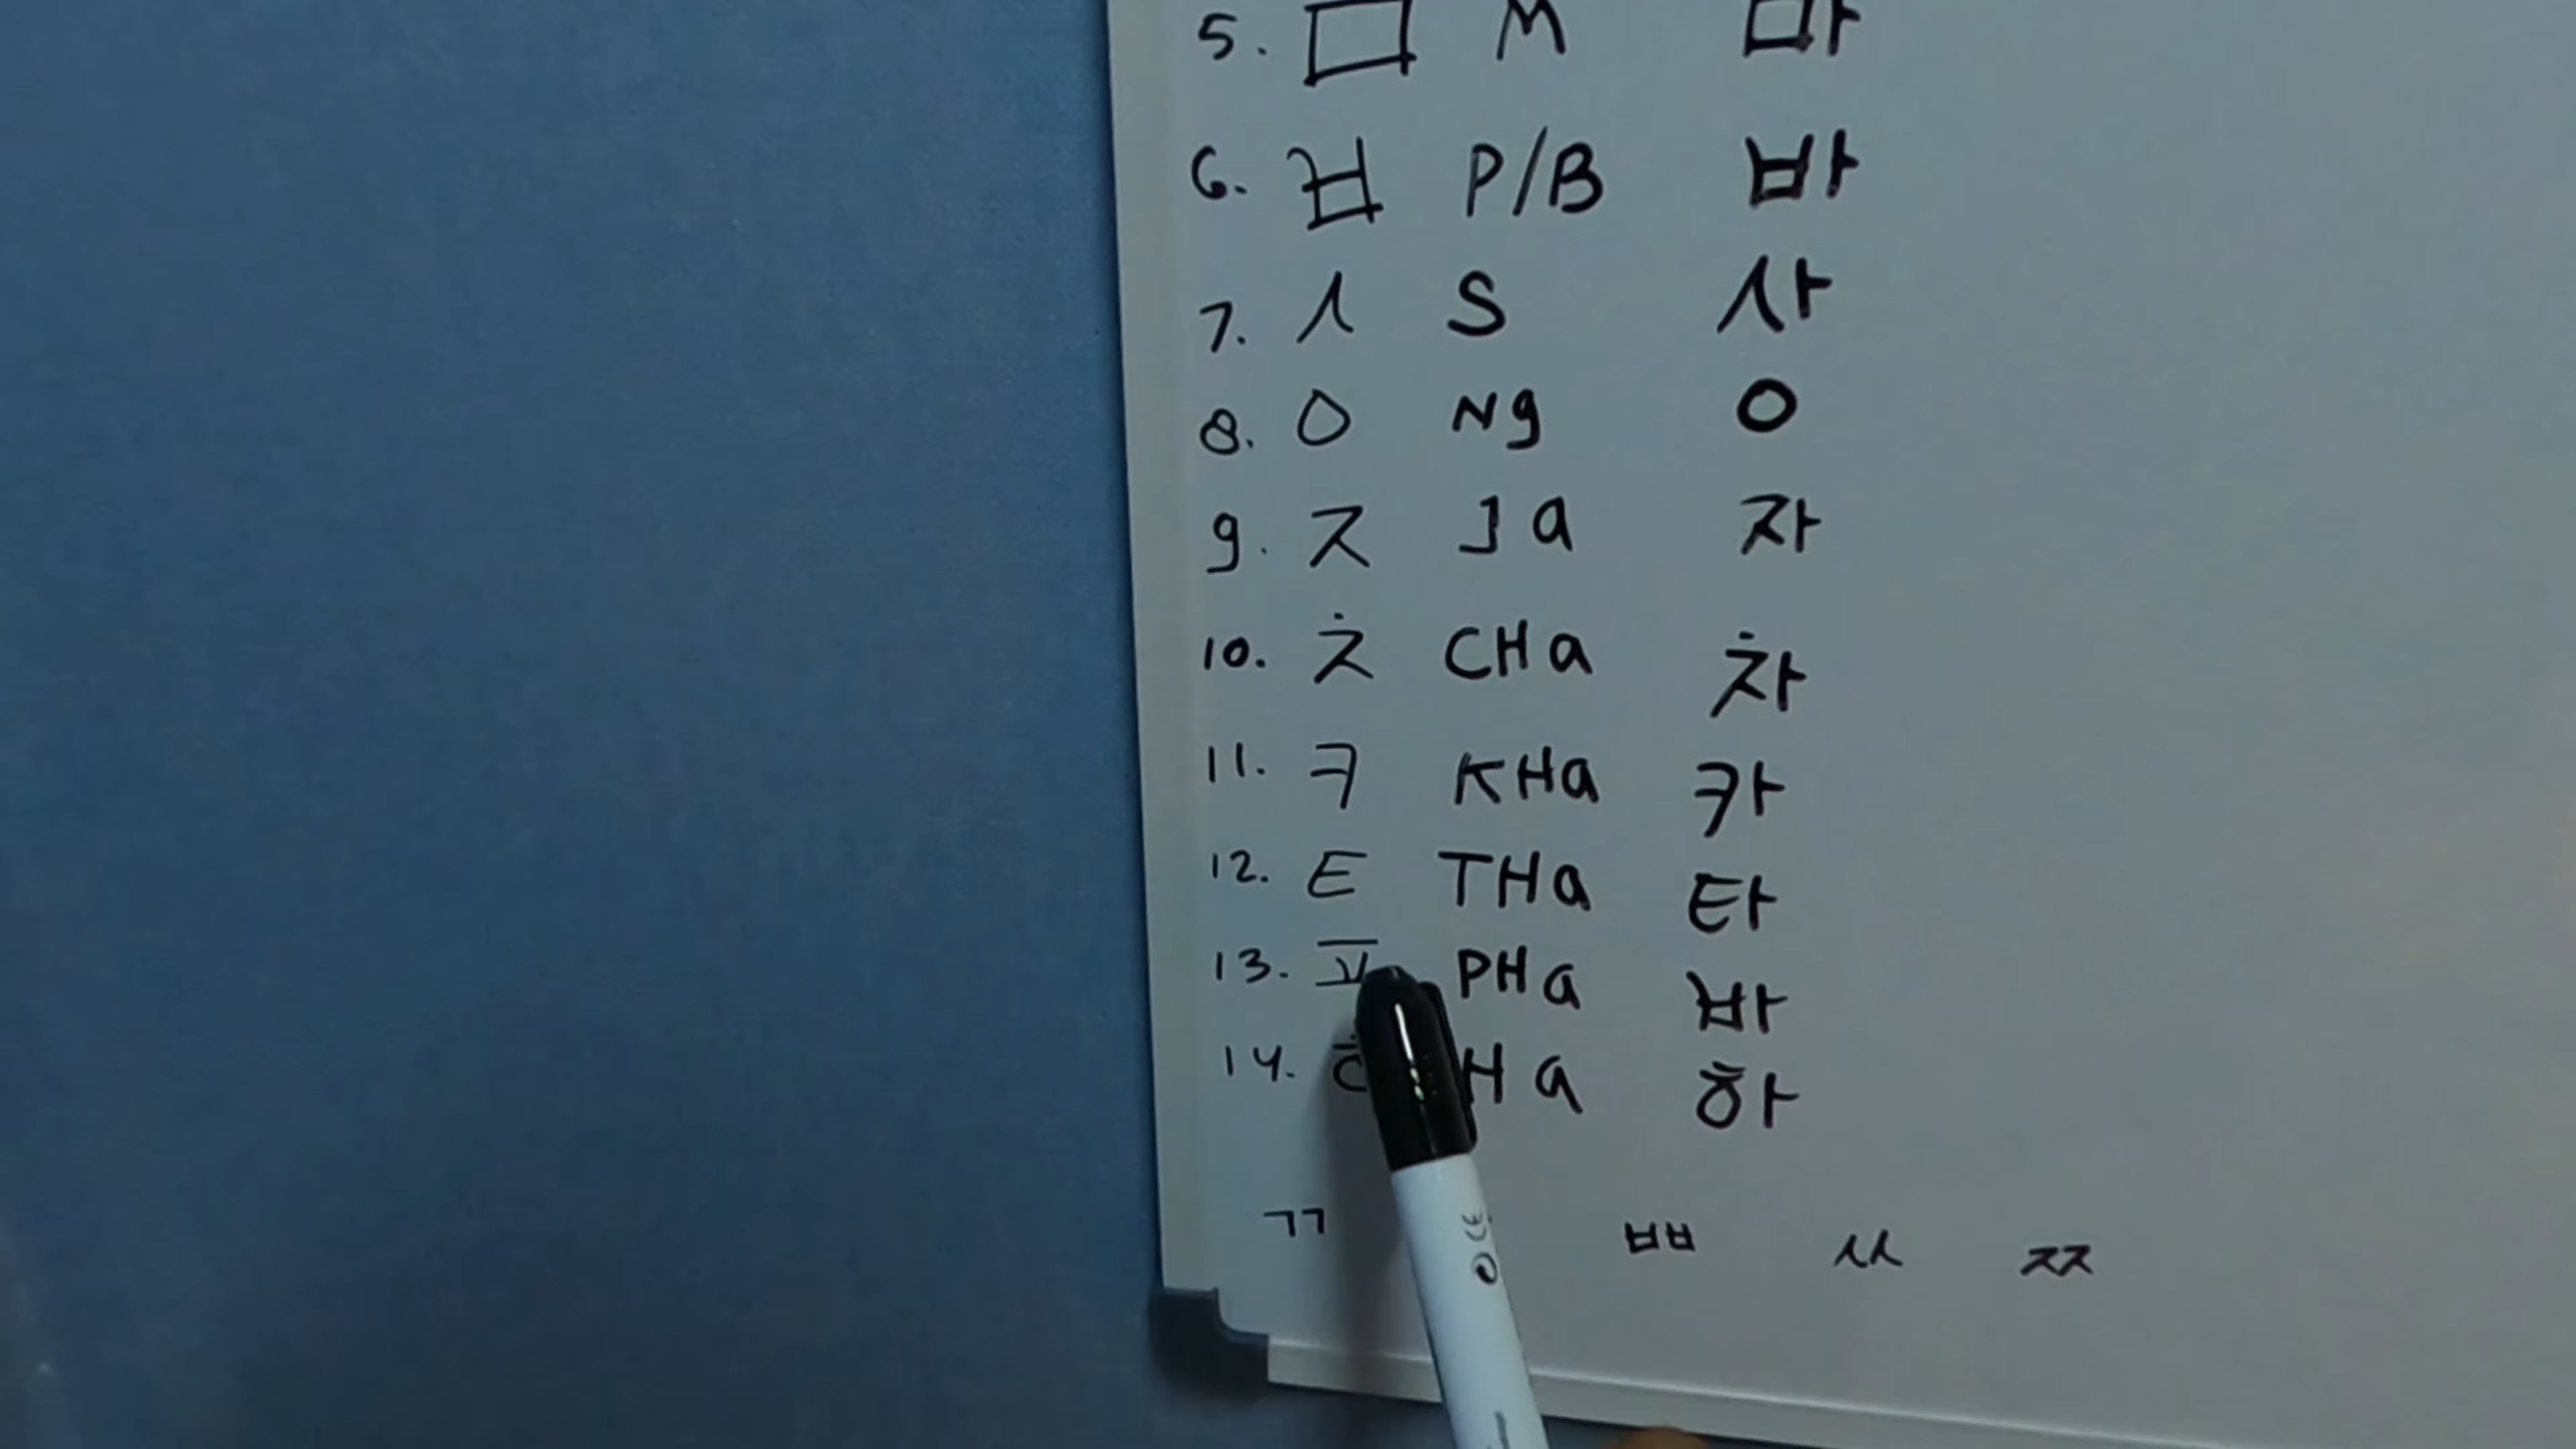 5. ㅁ M 마
6. ㅂ P/B 바
7. ㅅ S 사
8. ㅇ Ng ㅇ
9. ㅈ Ja 자
10. ㅊ CHa 차
11. ㅋ KHa 카
12. ㅌ THa 타
13. ㅍ PHa 바
14. ㅎ Ha 하
ㄲ ㅃ ㅆ ㅉ